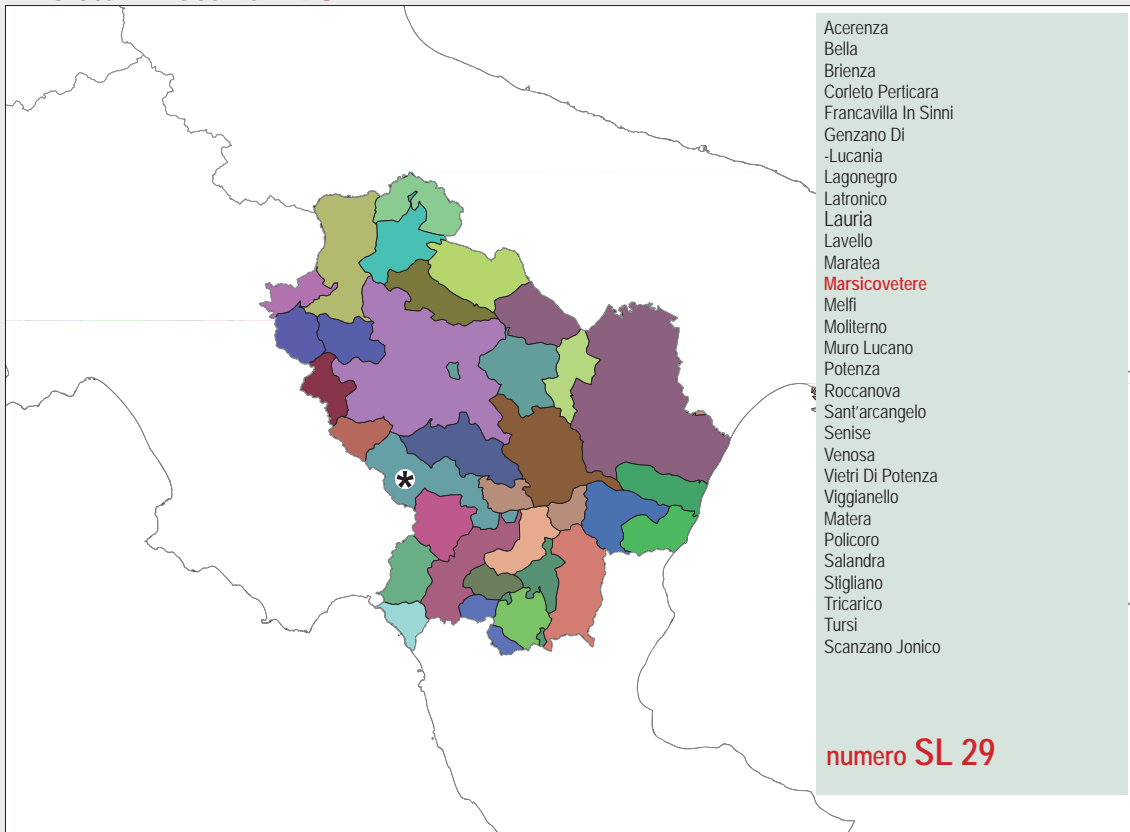 Acerenza
Bella
Brienza
Corleto Perticara
Francavilla In Sinni
Genzano Di
-Lucania
Lagonegro
Latronico
Lauria
Lavello
Maratea
Marsicovetere
Melfi
Moliterno
Muro Lucano
Potenza
Roccanova
Sant'arcangelo
Senise
Venosa
Vietri Di Potenza
Viggianello
Matera
Policoro
Salandra
Stigliano
Tricarico
Tursi
Scanzano Jonico
numero SL 29